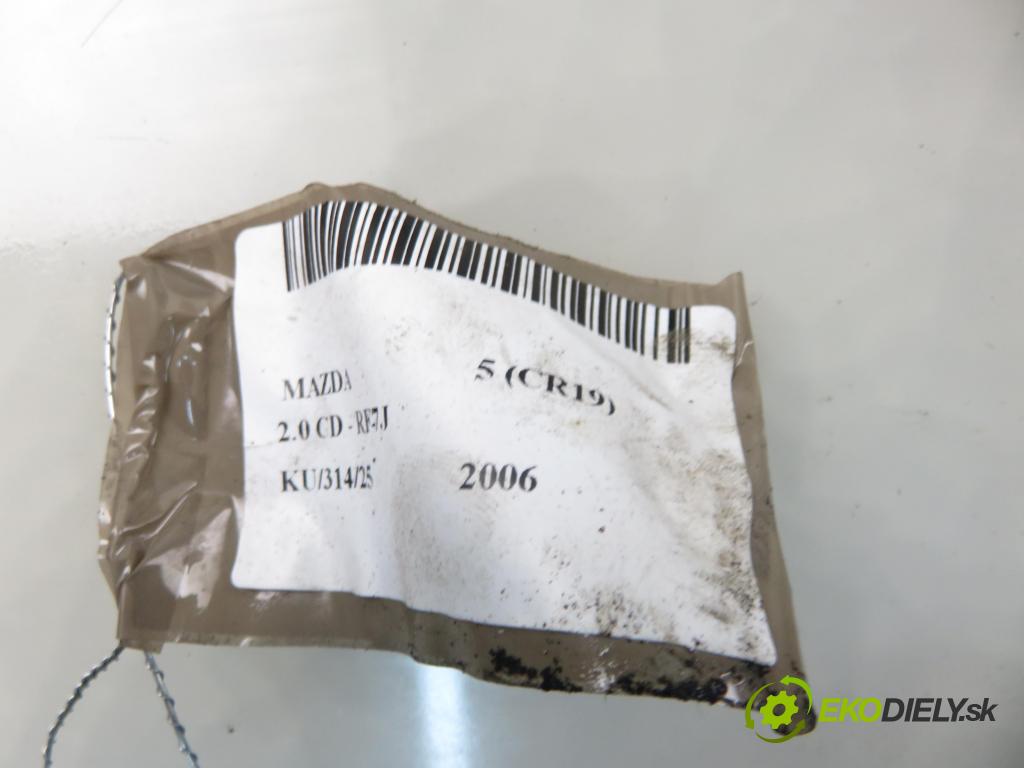 MAZDA 5 (CR19)
2.0 CD - RF7J
KU/314/25 2006
EKODIELY.sk